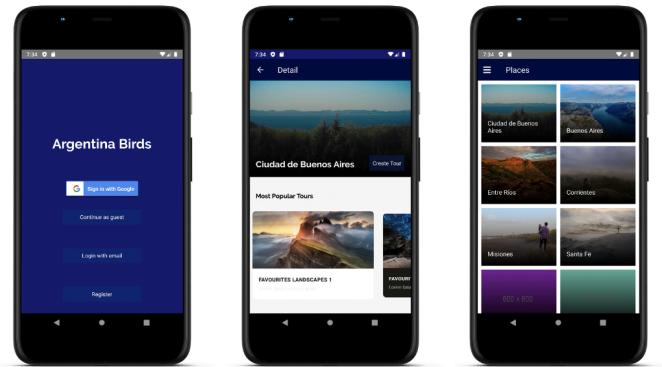 7:34
Argentina Birds
Sign in with Google
Continue as guest
Login with email
Register
7:34
Detail
Ciudad de Buenos Aires
Create Tour
Most Popular Tours
FAVOURITES LANDSCAPES 1
FAVOURI
7:34
Places
Ciudad de Buenos
Aires
Buenos Aires
Entre Ríos
Corrientes
Misiones
Santa Fe
800 x 800